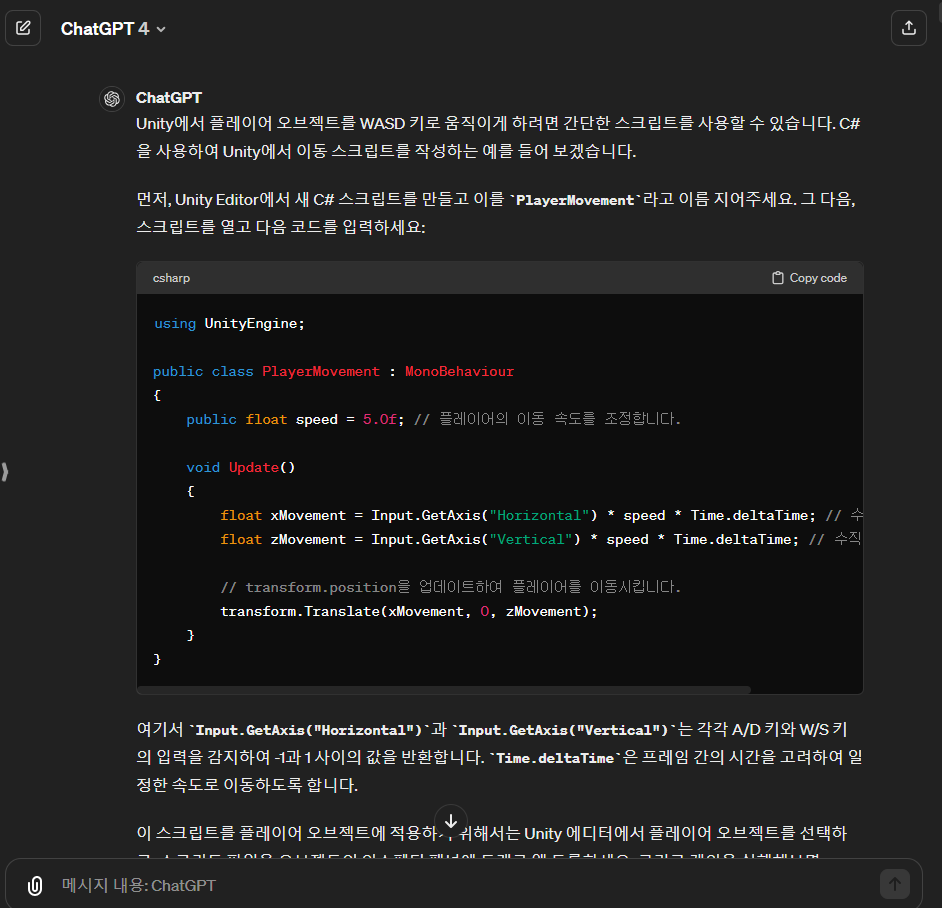 ChatGPT 4
ChatGPT
Unity에서 플레이어 오브젝트를 WASD 키로 움직이게 하려면 간단한 스크립트를 사용할 수 있습니다. C#
을 사용하여 Unity에서 이동 스크립트를 작성하는 예를 들어 보겠습니다.
먼저, Unity Editor에서 새 C# 스크립트를 만들고 이를 `PlayerMovement`라고 이름 지어주세요. 그 다음,
스크립트를 열고 다음 코드를 입력하세요:
csharp Copy code
using UnityEngine;
public class PlayerMovement : MonoBehaviour
{
public float speed = 5.0f; // 플레이어의 이동 속도를 조정합니다.
void Update()
{
float xMovement = Input.GetAxis("Horizontal") * speed * Time.deltaTime; // 수
float zMovement = Input.GetAxis("Vertical") * speed * Time.deltaTime; // 수직
// transform.position을 업데이트하여 플레이어를 이동시킵니다.
transform.Translate(xMovement, 0, zMovement);
}
}
여기서 `Input.GetAxis("Horizontal")`과 `Input.GetAxis("Vertical")`는 각각 A/D 키와 W/S 키
의 입력을 감지하여 -1과 1 사이의 값을 반환합니다. `Time.deltaTime`은 프레임 간의 시간을 고려하여 일
정한 속도로 이동하도록 합니다.
이 스크립트를 플레이어 오브젝트에 적용하기 위해서는 Unity 에디터에서 플레이어 오브젝트를 선택하
메시지 내용: ChatGPT